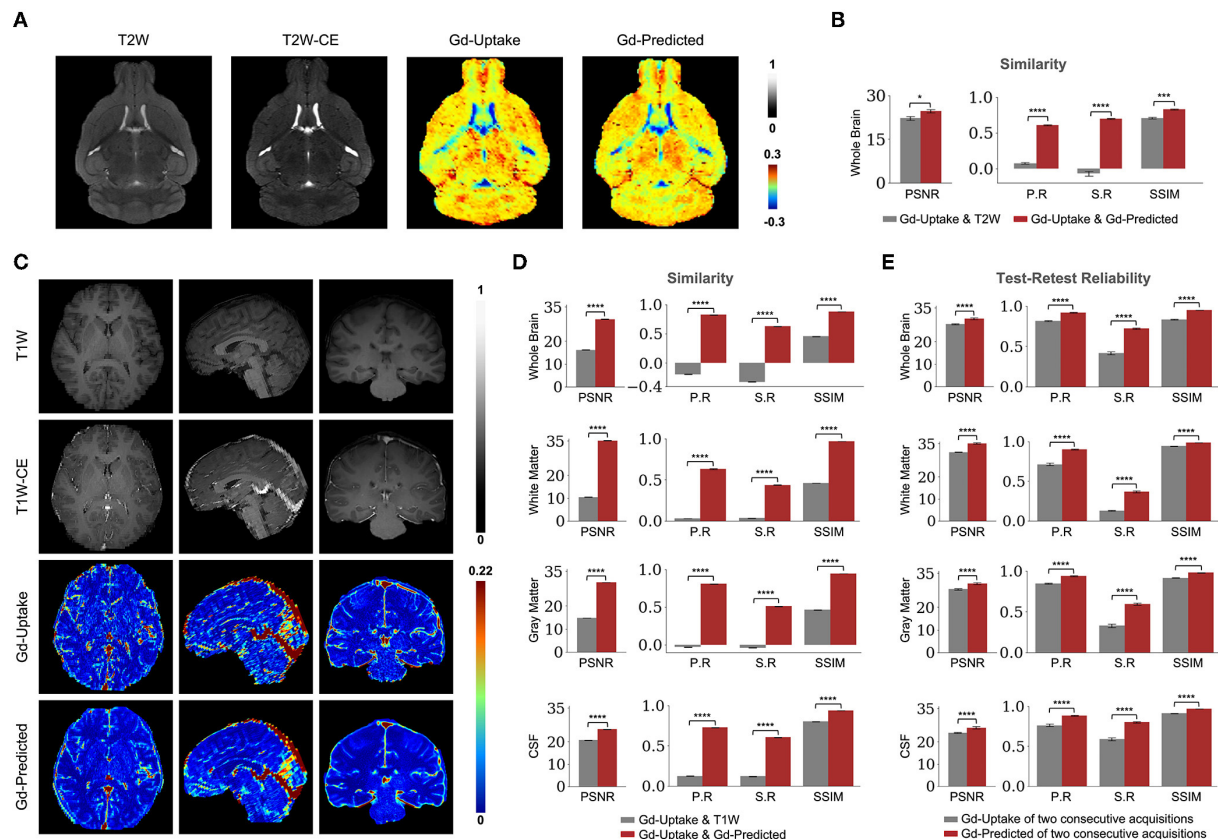 A
T2W
T2W-CE
Gd-Uptake
Gd-Predicted
1
0
0.3
-0.3
B
Similarity
Whole Brain
30
15
0
PSNR
*
1.0
0.5
0.0
****
****
***
P.R
S.R
SSIM
Gd-Uptake & T2W
Gd-Uptake & Gd-Predicted
C
T1W
T1W-CE
Gd-Uptake
Gd-Predicted
1
0
0.22
0
D
Similarity
Whole Brain
35
20
10
0
****
PSNR
1.0
0.5
0.0
−0.4
****
****
****
P.R
S.R
SSIM
White Matter
35
20
10
0
****
PSNR
1.0
0.5
0.0
****
****
****
P.R
S.R
SSIM
Gray Matter
35
20
10
0
****
PSNR
1.0
0.5
0.0
****
****
****
P.R
S.R
SSIM
CSF
35
20
10
0
****
PSNR
1.0
0.5
0.0
****
****
****
P.R
S.R
SSIM
Gd-Uptake & T1W
Gd-Uptake & Gd-Predicted
E
Test-Retest Reliability
Whole Brain
35
20
10
0
****
PSNR
1.0
0.5
0.0
****
****
****
P.R
S.R
SSIM
White Matter
35
20
10
0
****
PSNR
1.0
0.5
0.0
****
****
****
P.R
S.R
SSIM
Gray Matter
35
20
10
0
****
PSNR
1.0
0.5
0.0
****
****
****
P.R
S.R
SSIM
CSF
35
20
10
0
****
PSNR
1.0
0.5
0.0
****
****
****
P.R
S.R
SSIM
Gd-Uptake of two consecutive acquisitions
Gd-Predicted of two consecutive acquisitions